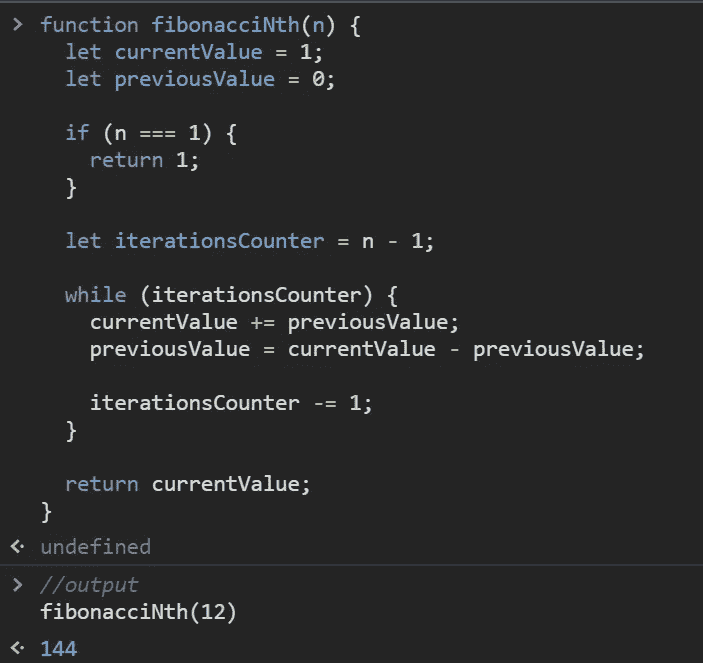 > function fibonacciNth(n) {
let currentValue = 1;
let previousValue = 0;
if (n === 1) {
return 1;
}
let iterationsCounter = n - 1;
while (iterationsCounter) {
currentValue += previousValue;
previousValue = currentValue - previousValue;
iterationsCounter -= 1;
}
return currentValue;
}
undefined
> //output
fibonacciNth(12)
144